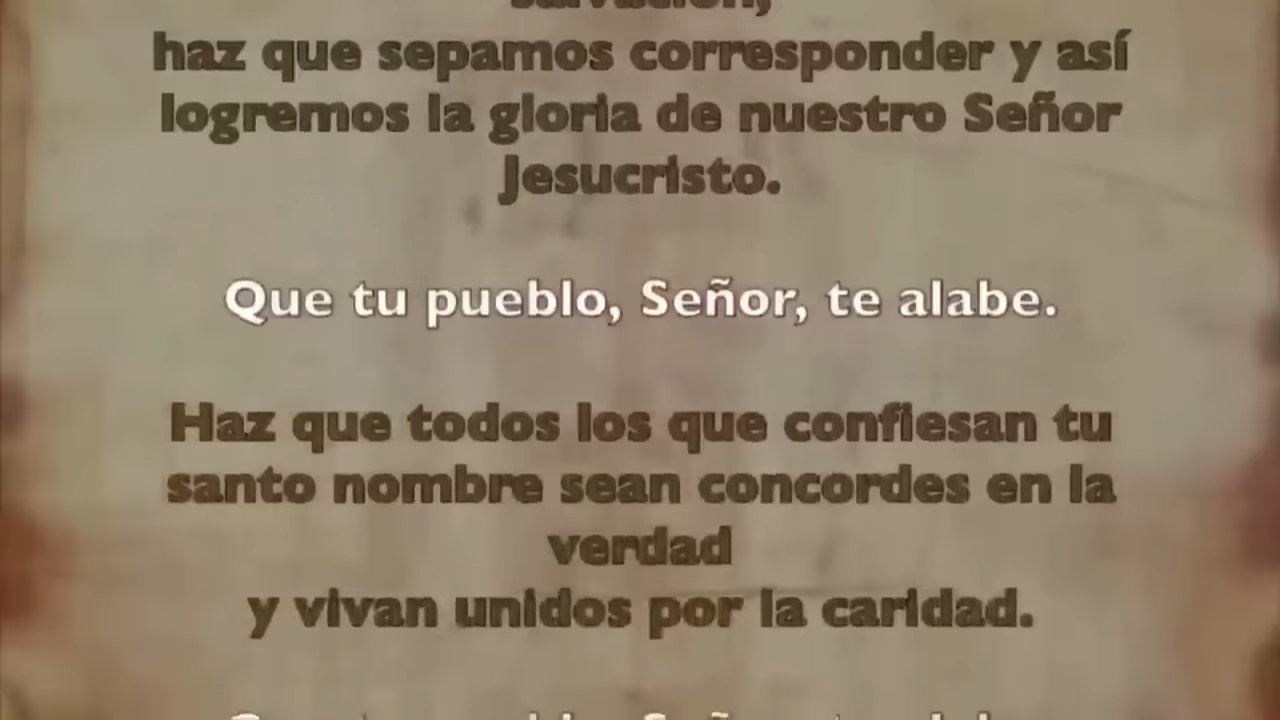 salvación,
haz que sepamos corresponder y así
logremos la gloria de nuestro Señor
Jesucristo.
Que tu pueblo, Señor, te alabe.
Haz que todos los que confiesan tu
santo nombre sean concordes en la
verdad
y vivan unidos por la caridad.